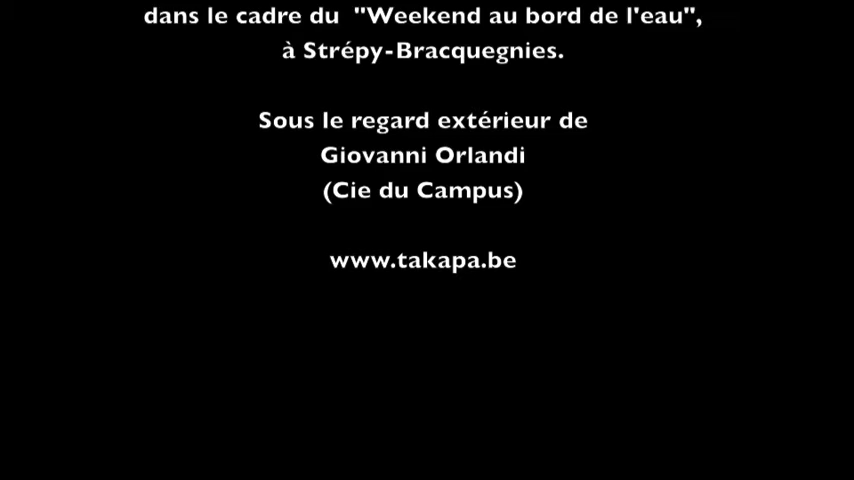 dans le cadre du  "Weekend au bord de l'eau",
à Strépy-Bracquegnies.
Sous le regard extérieur de
Giovanni Orlandi
(Cie du Campus)
www.takapa.be